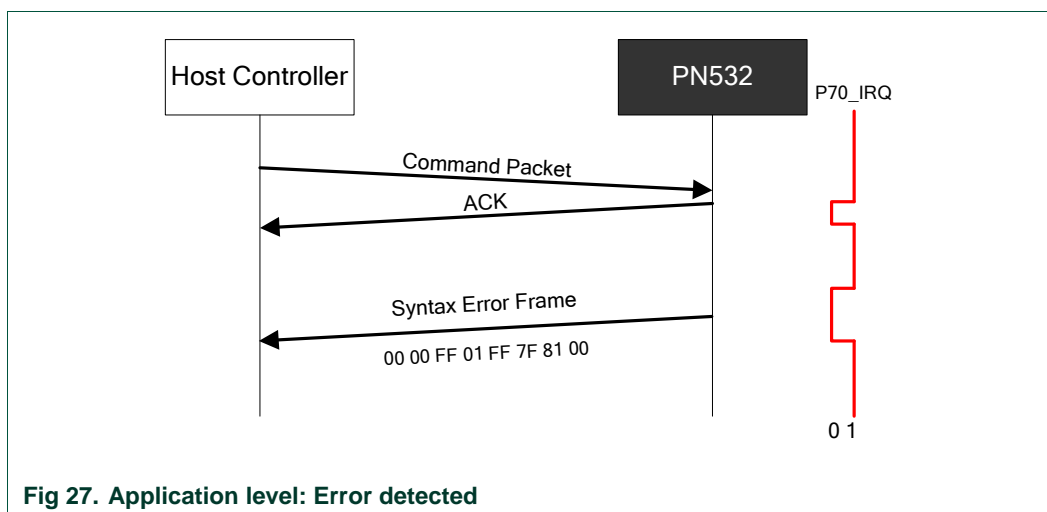 Host Controller
PN532
P70_IRQ
Command Packet
ACK
Syntax Error Frame
00 00 FF 01 FF 7F 81 00
0 1
Fig 27. Application level: Error detected